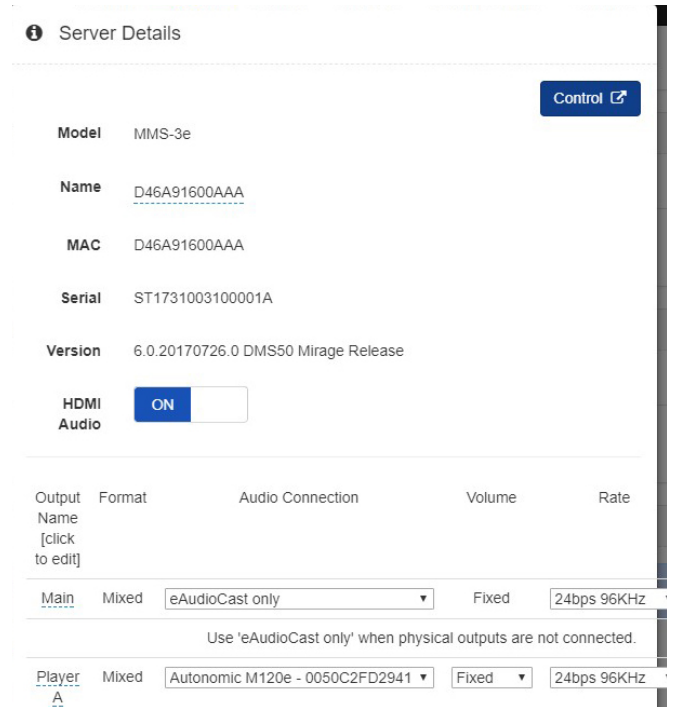 Server Details
Control
Model MMS-3e
Name D46A91600AAA
MAC D46A91600AAA
Serial ST1731003100001A
Version 6.0.20170726.0 DMS50 Mirage Release
HDMI
Audio
ON
Output
Name
[click
to edit]
Format
Audio Connection
Volume
Rate
Main Mixed eAudioCast only Fixed 24bps 96KHz
Use 'eAudioCast only' when physical outputs are not connected.
Player
A
Mixed Autonomic M120e - 0050C2FD2941 Fixed 24bps 96KHz